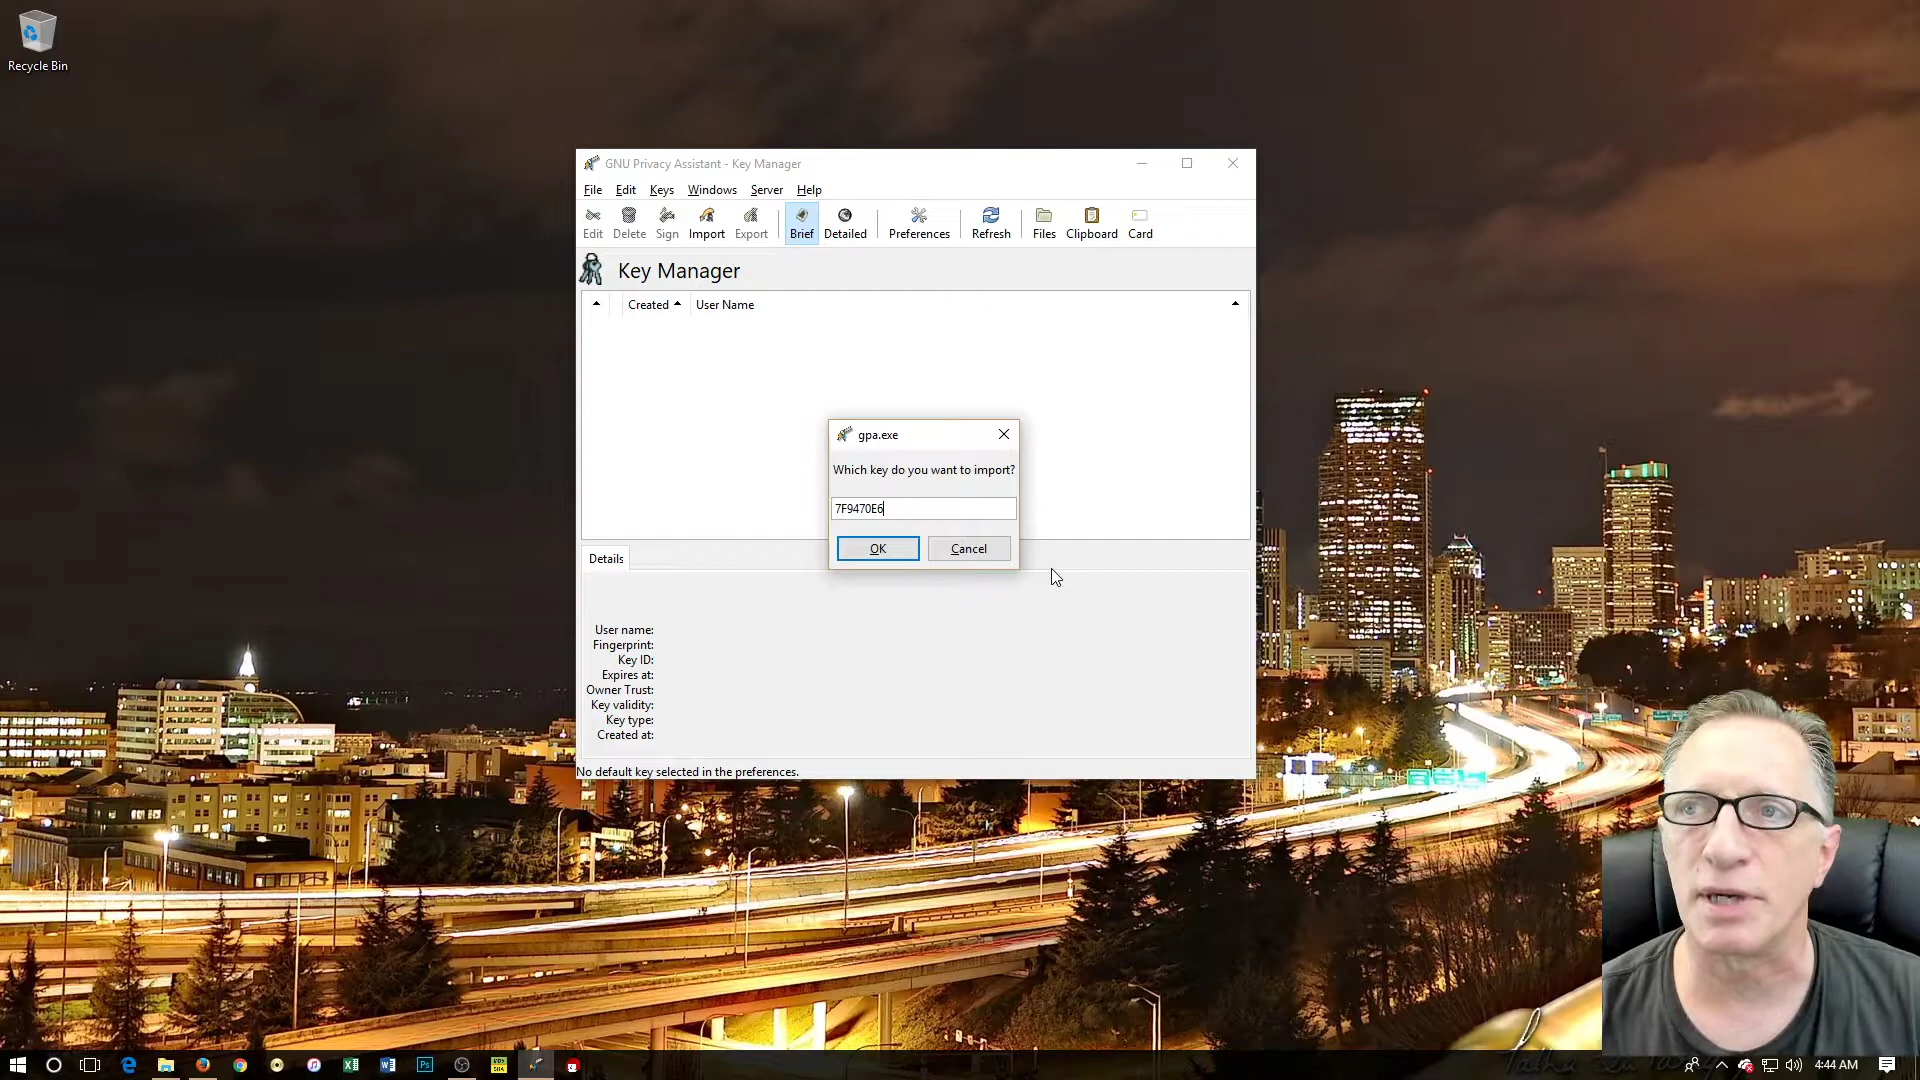 Recycle Bin
GNU Privacy Assistant - Key Manager
File Edit Keys Windows Server Help
Edit Delete Sign Import Export Brief Detailed Preferences Refresh Files Clipboard Card
Key Manager
Created User Name
gpa.exe
Which key do you want to import?
7F9470E6
OK Cancel
Details
User name:
Fingerprint:
Key ID:
Expires at:
Owner Trust:
Key validity:
Key type:
Created at:
No default key selected in the preferences.
4:44 AM